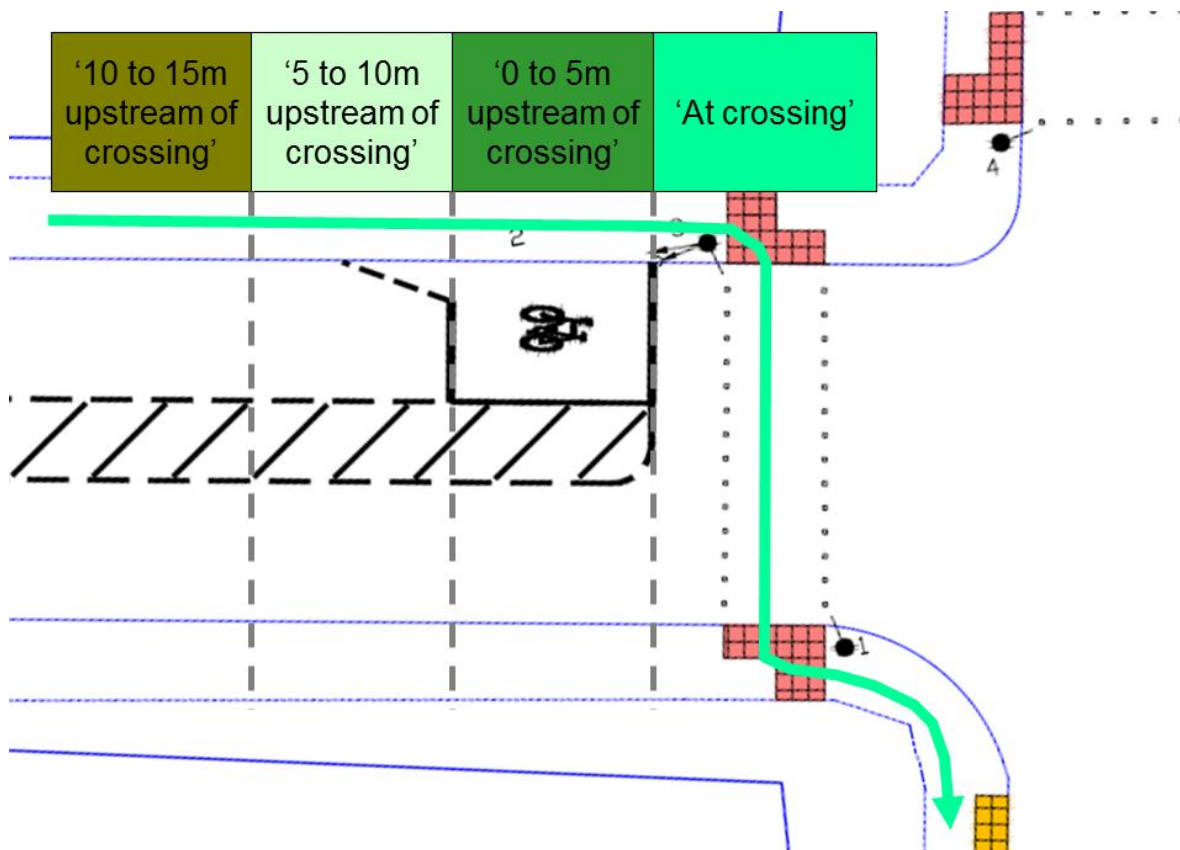 ‘10 to 15m
upstream of
crossing’
‘5 to 10m
upstream of
crossing’
‘0 to 5m
upstream of
crossing’
‘At crossing’
4
2
1